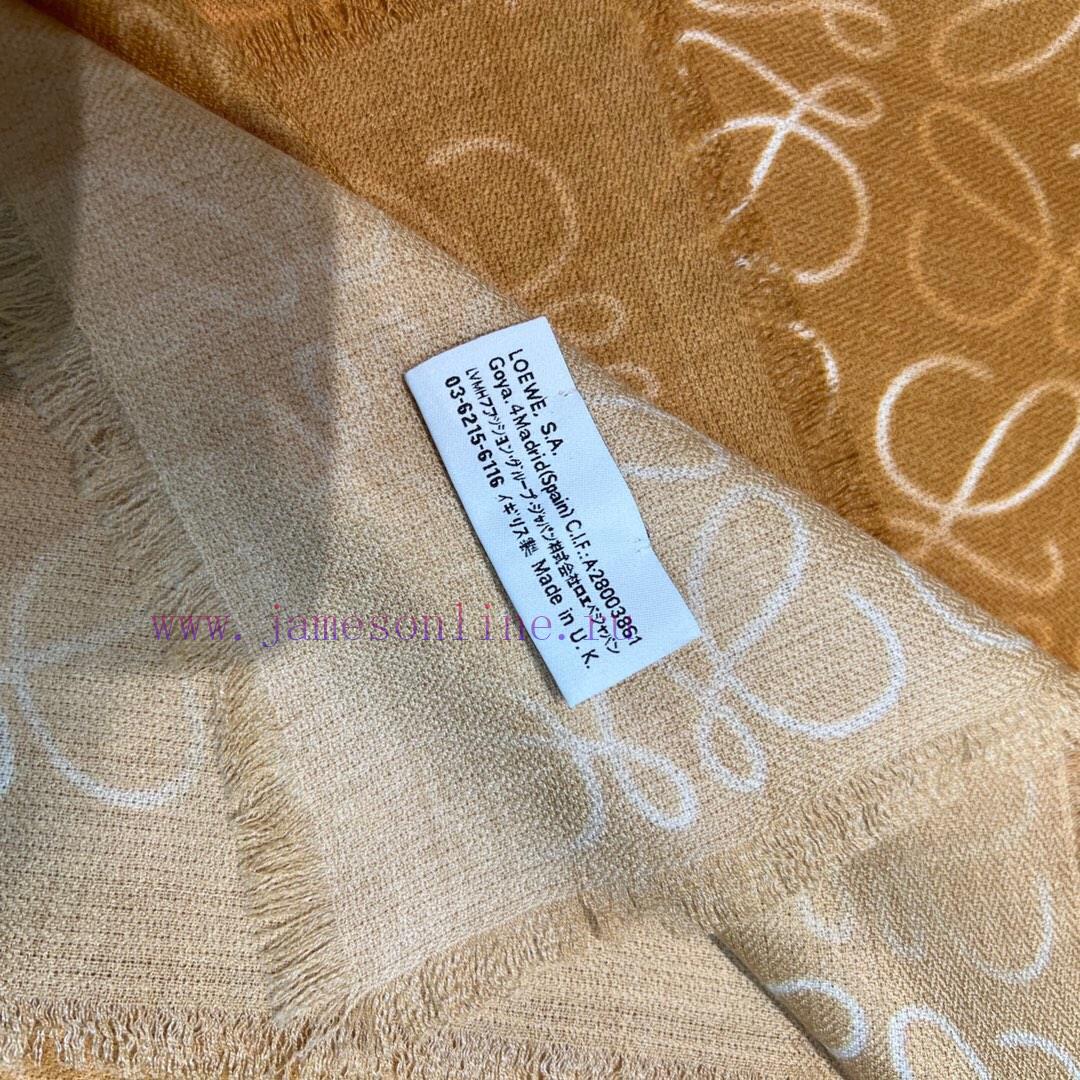 LOEWE, S.A.
Goya. 4Madrid(Spain) C.I.F.: A-28003861
LVMHファッション・グループ・ジャパン株式会社ロエベジャパン
03-6215-6116 イギリス製 Made in U. K.
www.jamesonline.ru